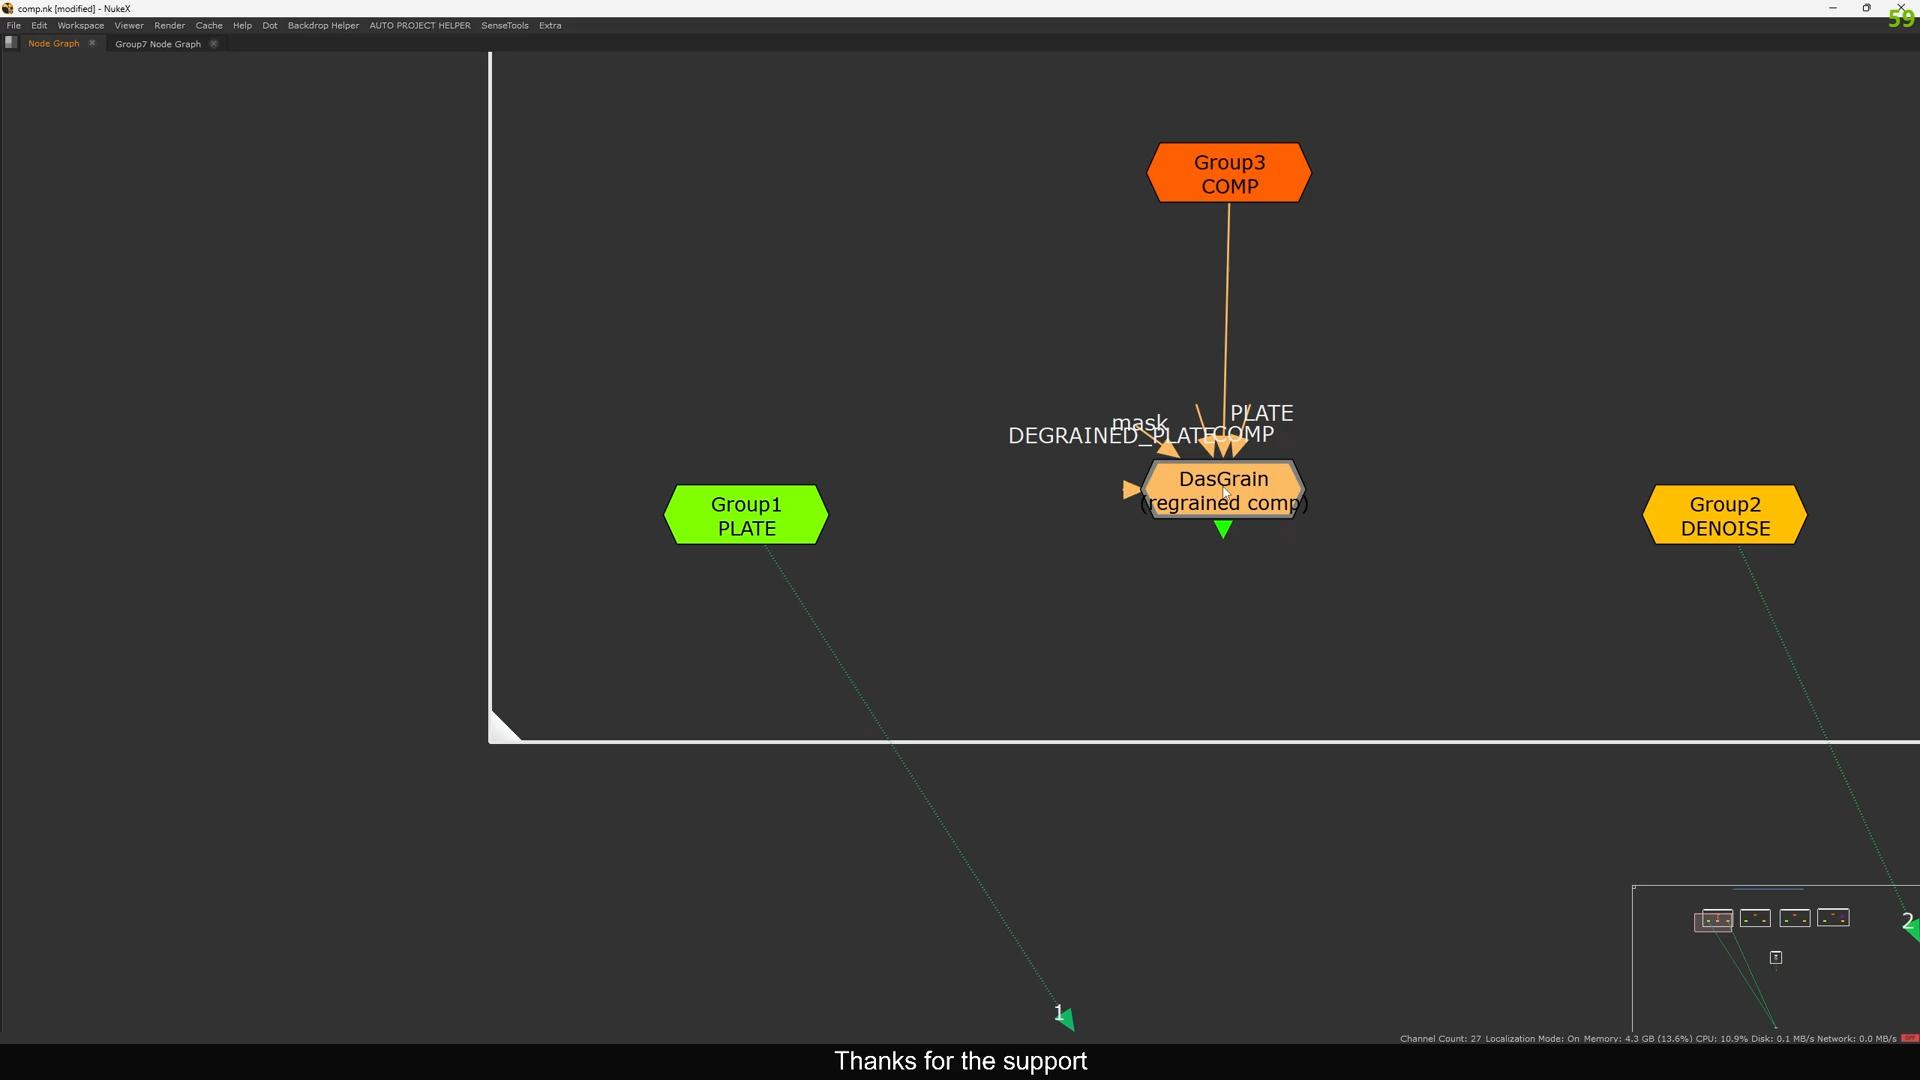 comp.nk [modified] - NukeX
59
File Edit Workspace Viewer Render Cache Help Dot Backdrop Helper AUTO PROJECT HELPER SenseTools Extra
Node Graph Group7 Node Graph
Group3
COMP
PLATE
mask
DEGRAINED_PLATE COMP
DasGrain
(regrained comp)
Group1
PLATE
Group2
DENOISE
2
1
Channel Count: 27 Localization Mode: On Memory: 4.3 GB (13.6%) CPU: 10.9% Disk: 0.1 MB/s Network: 0.0 MB/s
Thanks for the support